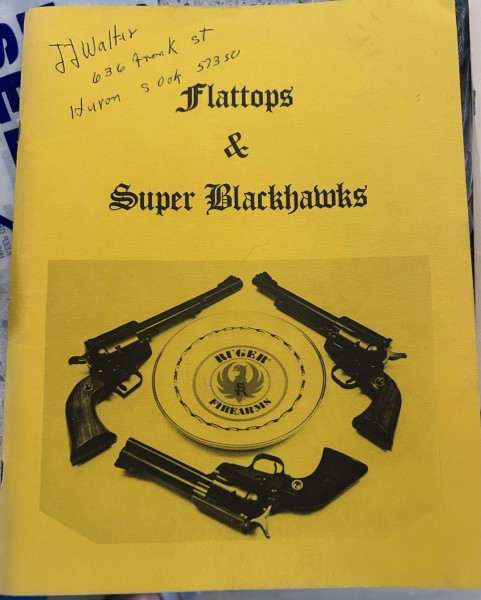 JJ Walter
636 Frank St
Huron S Dak 57350
Flattops
&
Super Blackhawks
RUGER
FIREARMS